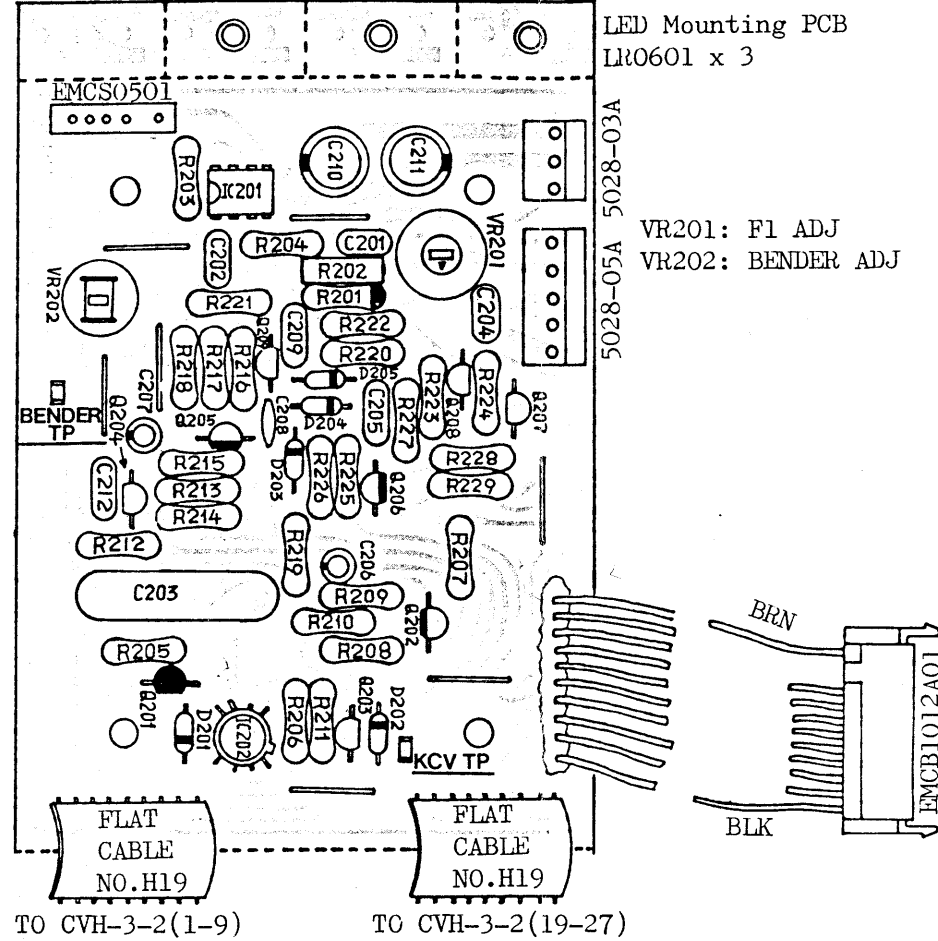 LED Mounting PCB
LR0601 x 3
EMCS0501
5028-03A
R203
IC201
C210
C211
VR201
VR201: F1 ADJ
VR202: BENDER ADJ
5028-05A
VR202
C202
R204
C201
R202
R201
R221
C209
R222
C204
R220
Q209
R218
R217
R216
D205
BENDER
TP
C207
Q204
Q205
C208
D204
C205
R227
R223
Q208
R224
Q207
R215
D203
R226
R225
Q206
R228
R229
C212
R213
R214
R212
R219
C206
R207
C203
R209
R210
Q202
R208
BRN
R205
Q201
D201
IC202
R206
R211
Q203
D202
KCV TP
EMCB1012A01
BLK
FLAT
CABLE
NO.H19
FLAT
CABLE
NO.H19
TO CVH-3-2(1-9)
TO CVH-3-2(19-27)